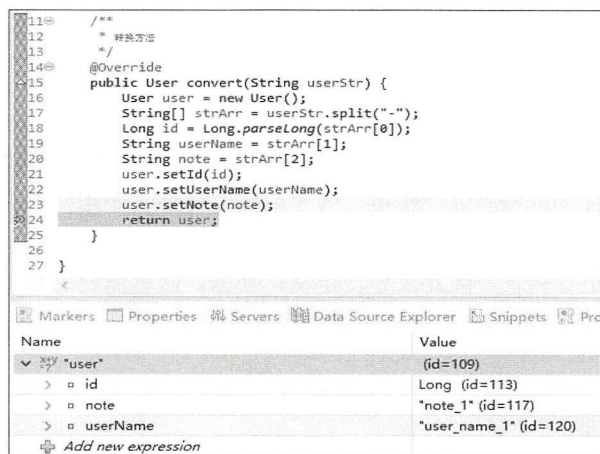 11 /**
12 * 转换方法
13 */
14 @Override
15 public User convert(String userStr) {
16 User user = new User();
17 String[] strArr = userStr.split("-");
18 Long id = Long.parseLong(strArr[0]);
19 String userName = strArr[1];
20 String note = strArr[2];
21 user.setId(id);
22 user.setUserName(userName);
23 user.setNote(note);
24 return user;
25 }
26
27 }
Markers Properties Servers Data Source Explorer Snippets Pro
Name Value
x+y=? "user" (id=109)
id Long (id=113)
note "note_1" (id=117)
userName "user_name_1" (id=120)
Add new expression